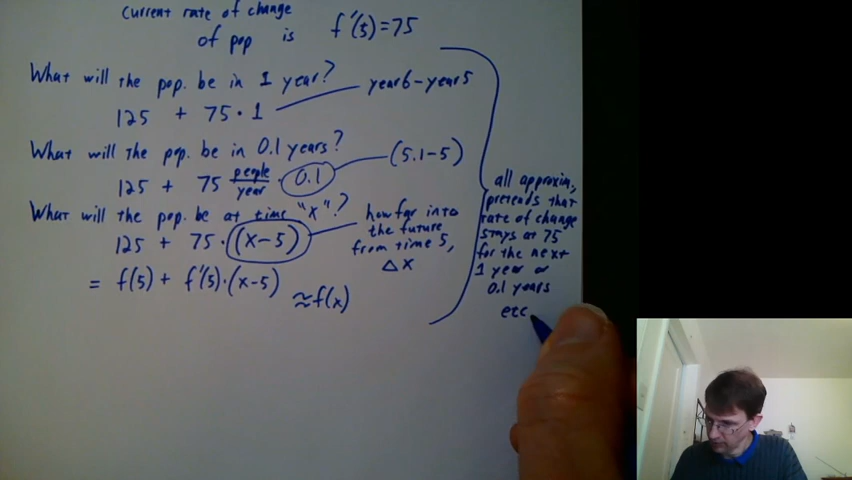 Current rate of change
of pop is f'(5)=75
What will the pop. be in 1 year?
125 + 75 • 1
year 6 - year 5
What will the pop. be in 0.1 years?
125 + 75 people/year • 0.1
(5.1-5)
What will the pop. be at time "x"?
125 + 75 • (x-5)
how far into
the future
from time 5,
Δx
= f(5) + f'(5)•(x-5) ≈f(x)
all approxim.,
pretends that
rate of change
stays at 75
for the next
1 year or
0.1 years
etc.